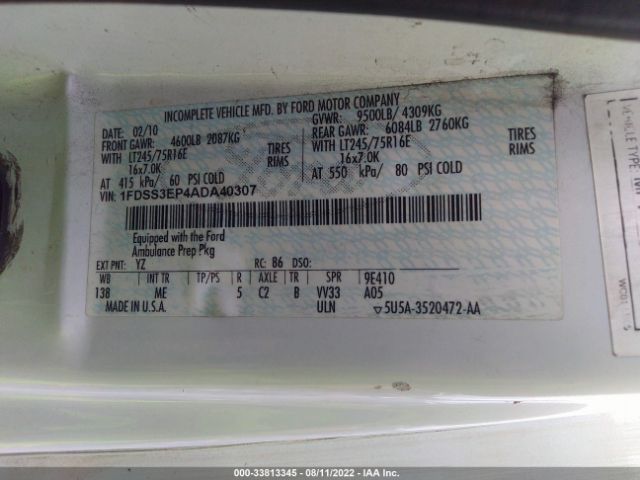 INCOMPLETE VEHICLE MFD. BY FORD MOTOR COMPANY
DATE: 02/10 GVWR: 9500LB/ 4309KG
FRONT GAWR: 4600LB 2087KG REAR GAWR: 6084LB 2760KG
WITH LT245/75R16E TIRES WITH LT245/75R16E TIRES
16x7.0K RIMS 16x7.0K RIMS
AT 415 kPa/ 60 PSI COLD AT 550 kPa/ 80 PSI COLD
VIN: 1FDSS3EP4ADA40307
Equipped with the Ford
Ambulance Prep Pkg
EXT PNT: YZ RC: B6 DSO:
WB INT TR TP/PS R AXLE TR SPR 9E410
138 ME 5 C2 B VV33 A05
MADE IN U.S.A. ULN ▽5U5A-3520472-AA
000-33813345 - 08/11/2022 - IAA Inc.